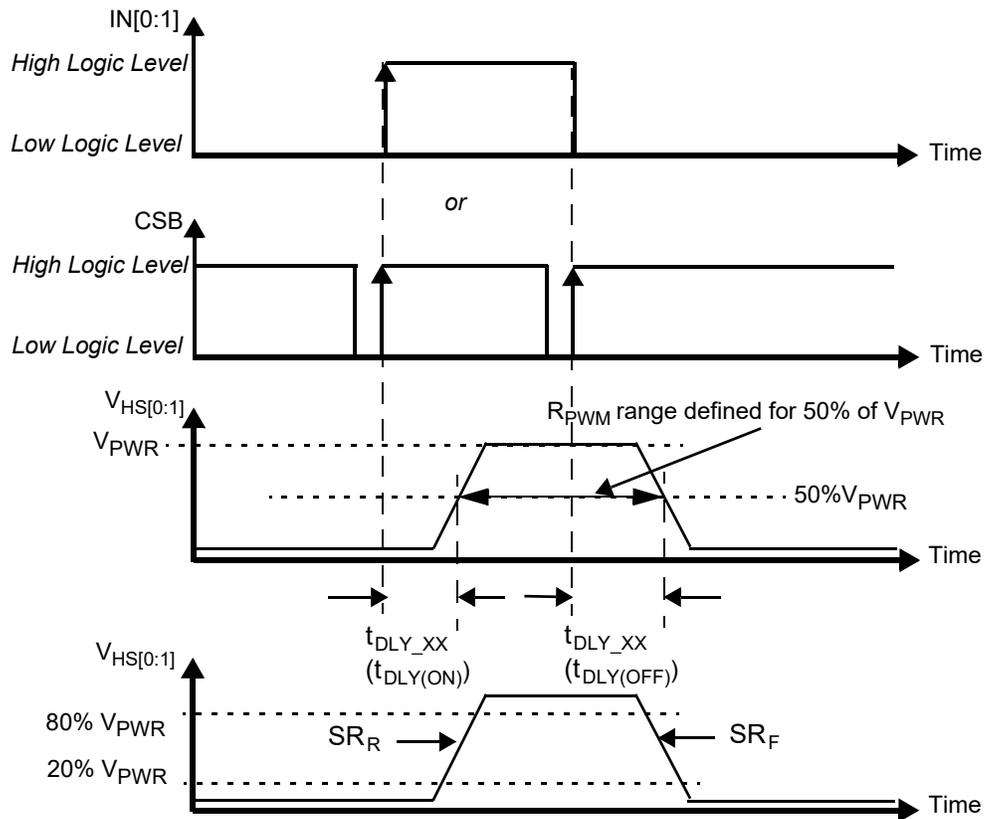 IN[0:1]
High Logic Level
Low Logic Level
Time
or
CSB
High Logic Level
Low Logic Level
Time
VHS[0:1]
RPWM range defined for 50% of VPWR
VPWR
50%VPWR
Time
tDLY_XX
(tDLY(ON))
tDLY_XX
(tDLY(OFF))
VHS[0:1]
80% VPWR
SRR
SRF
20% VPWR
Time